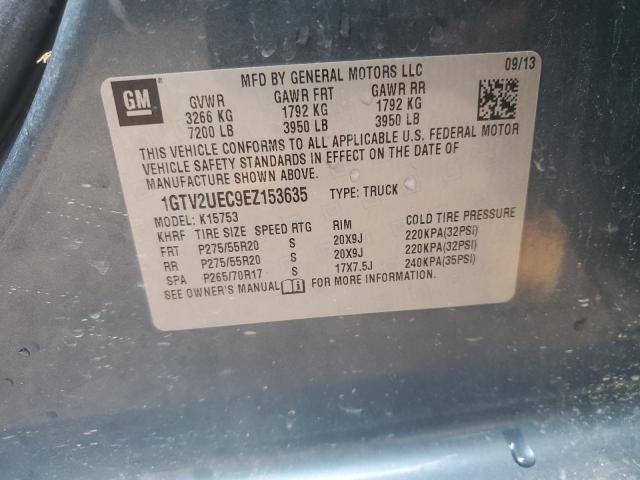 MFD BY GENERAL MOTORS LLC 09/13
GM
GVWR GAWR FRT GAWR RR
3266 KG 1792 KG 1792 KG
7200 LB 3950 LB 3950 LB
THIS VEHICLE CONFORMS TO ALL APPLICABLE U.S. FEDERAL MOTOR
VEHICLE SAFETY STANDARDS IN EFFECT ON THE DATE OF
MANUFACTURE SHOWN ABOVE.
1GTV2UEC9EZ153635 TYPE: TRUCK
MODEL: K15753
KHRF TIRE SIZE SPEED RTG RIM COLD TIRE PRESSURE
FRT P275/55R20 S 20X9J 220KPA(32PSI)
RR P275/55R20 S 20X9J 220KPA(32PSI)
SPA P265/70R17 S 17X7.5J 240KPA(35PSI)
SEE OWNER'S MANUAL FOR MORE INFORMATION.